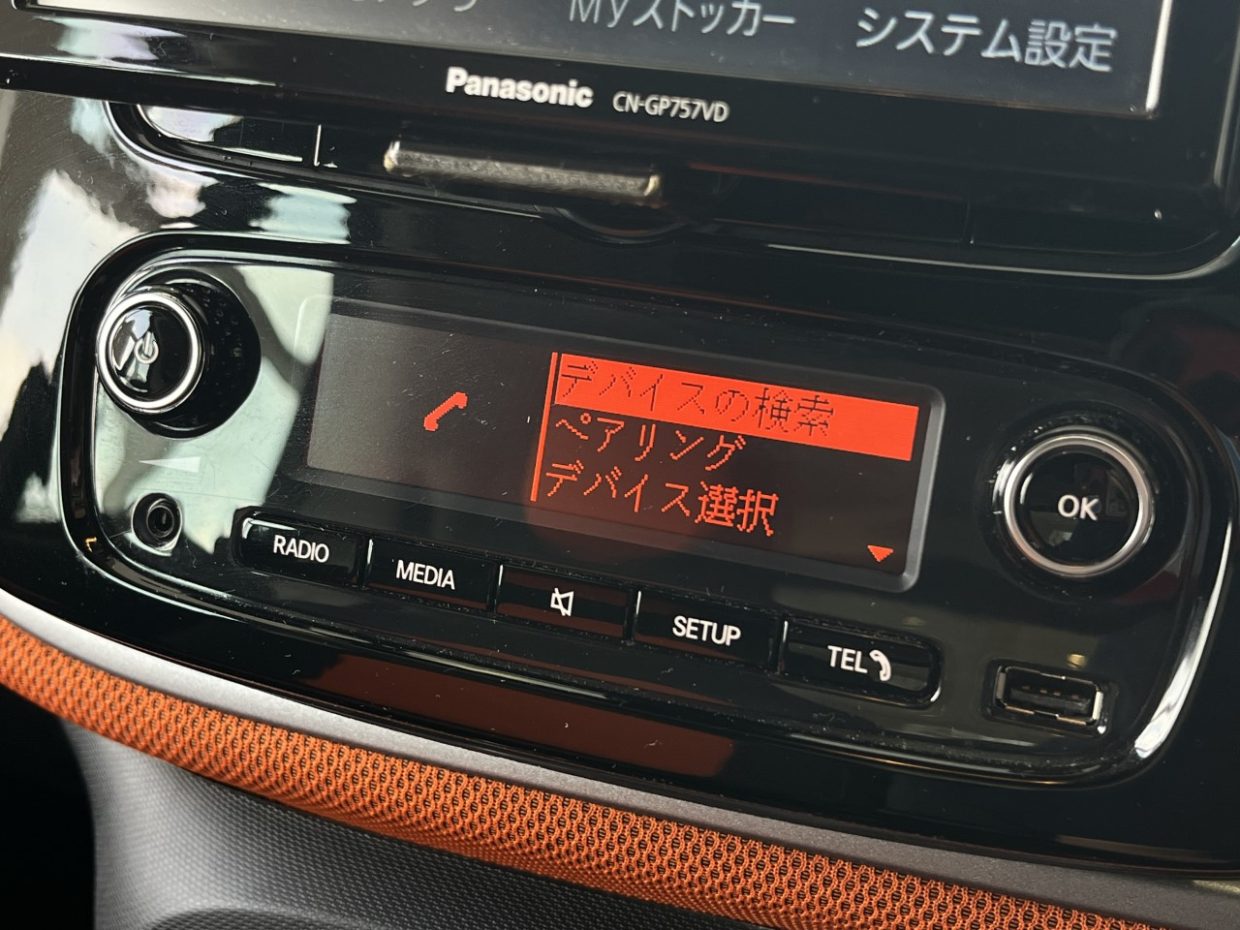 Myストッカー
システム設定
Panasonic CN-GP757VD
デバイスの検索
ペアリング
デバイス選択
OK
RADIO
MEDIA
SETUP
TEL